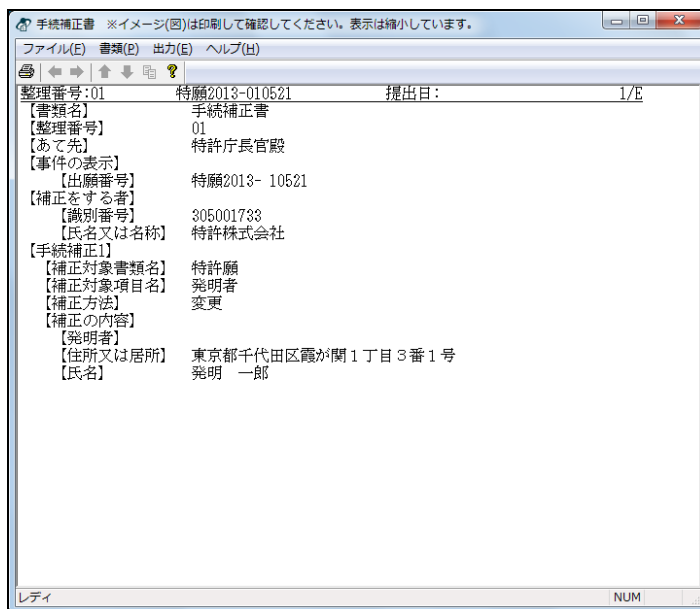 手続補正書　※イメージ(図)は印刷して確認してください。表示は縮小しています。
ファイル(F)　書類(P)　出力(E)　ヘルプ(H)
整理番号:01　特願2013-010521　提出日:　1/E
【書類名】　手続補正書
【整理番号】　01
【あて先】　特許庁長官殿
【事件の表示】
【出願番号】　特願2013- 10521
【補正をする者】
【識別番号】　305001733
【氏名又は名称】　特許株式会社
【手続補正1】
【補正対象書類名】　特許願
【補正対象項目名】　発明者
【補正方法】　変更
【補正の内容】
【発明者】
【住所又は居所】　東京都千代田区霞が関１丁目３番１号
【氏名】　発明　一郎
レディ　NUM